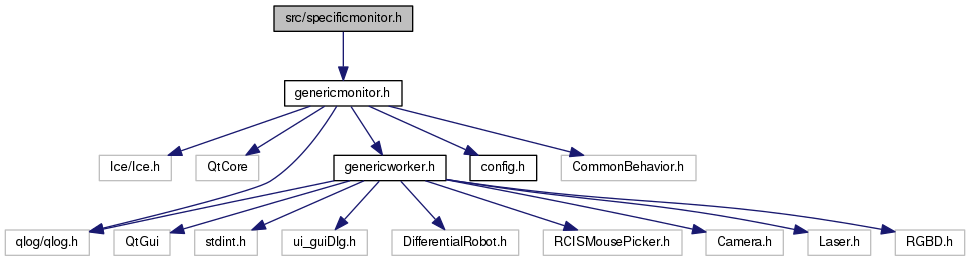 src/specificmonitor.h
genericmonitor.h
Ice/Ice.h
QtCore
genericworker.h
config.h
CommonBehavior.h
qlog/qlog.h
QtGui
stdint.h
ui_guiDlg.h
DifferentialRobot.h
RCISMousePicker.h
Camera.h
Laser.h
RGBD.h